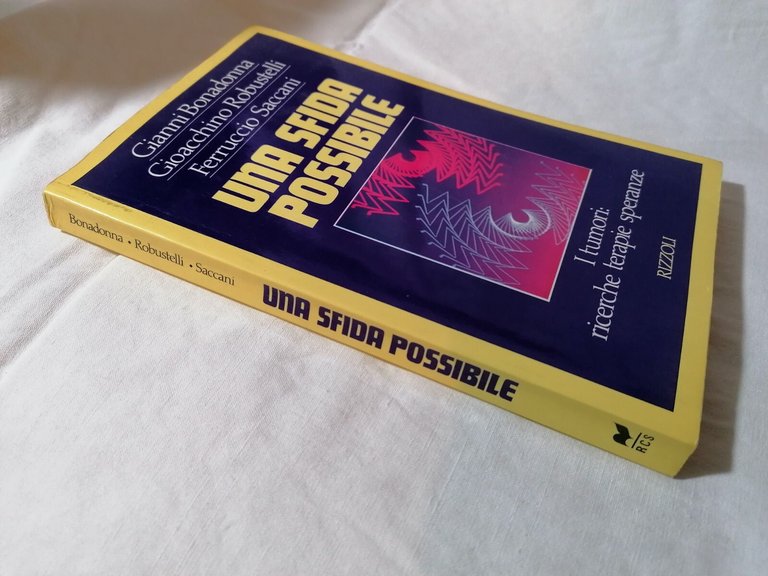 Gianni Bonadonna
Gioacchino Robustelli
Ferruccio Saccani
UNA SFIDA
POSSIBILE
I tumori:
ricerche terapie speranze
RIZZOLI
Bonadonna • Robustelli • Saccani
UNA SFIDA POSSIBILE
RCS